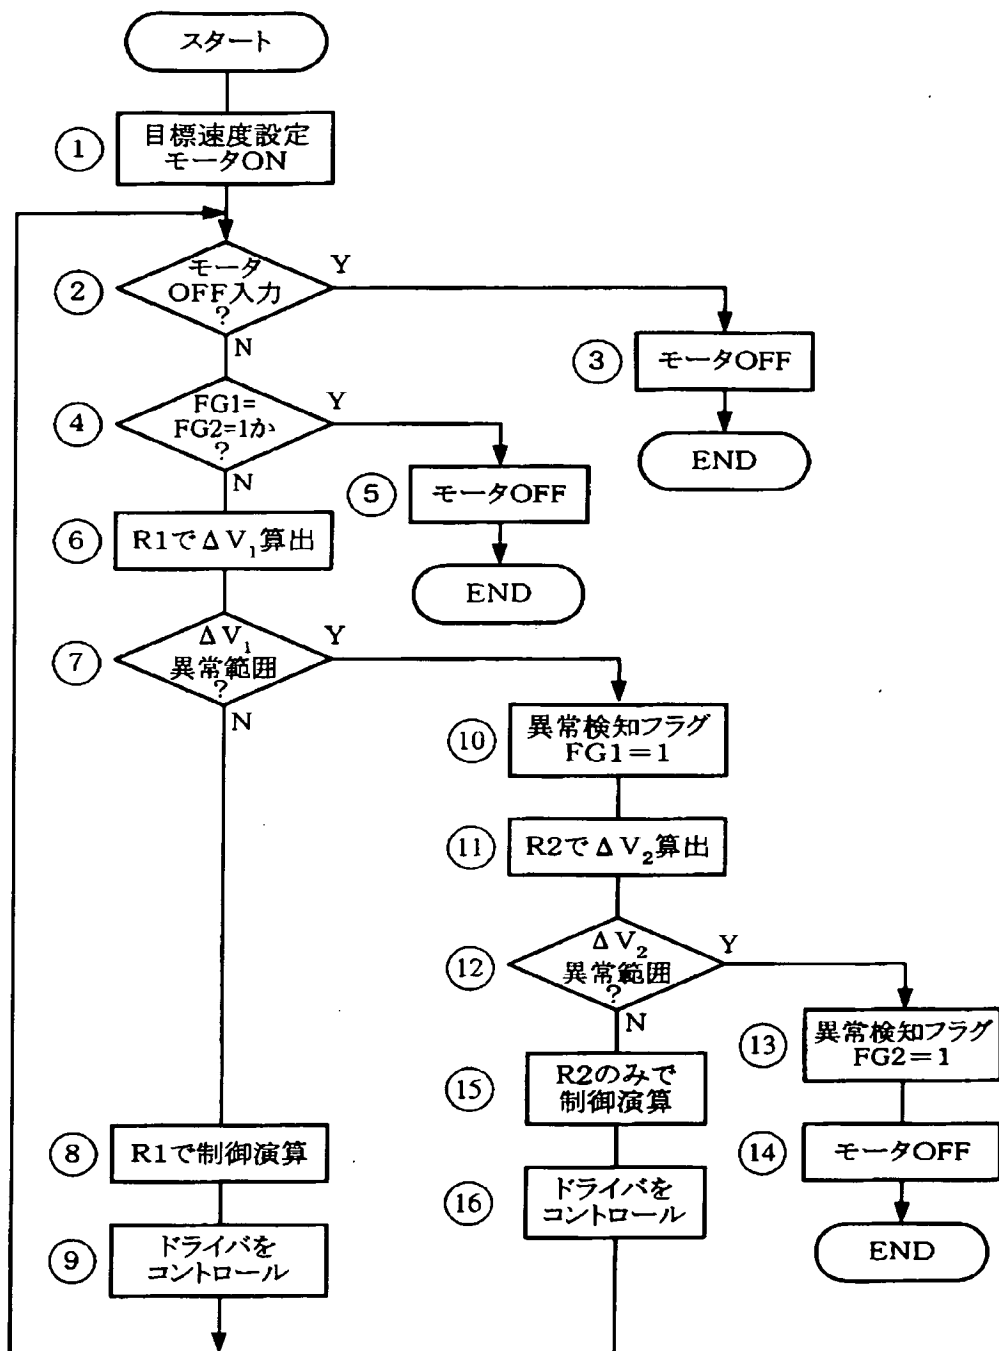 スタート
①
目標速度設定
モータON
②
モータ
OFF入力
?
Y
N
③
モータOFF
END
④
FG1=
FG2=1か
?
Y
N
⑤
モータOFF
END
⑥
R1でΔV₁算出
⑦
ΔV₁
異常範囲
?
Y
N
⑩
異常検知フラグ
FG1=1
⑪
R2でΔV₂算出
⑫
ΔV₂
異常範囲
?
Y
N
⑬
異常検知フラグ
FG2=1
⑭
モータOFF
END
⑮
R2のみで
制御演算
⑯
ドライバを
コントロール
⑧
R1で制御演算
⑨
ドライバを
コントロール